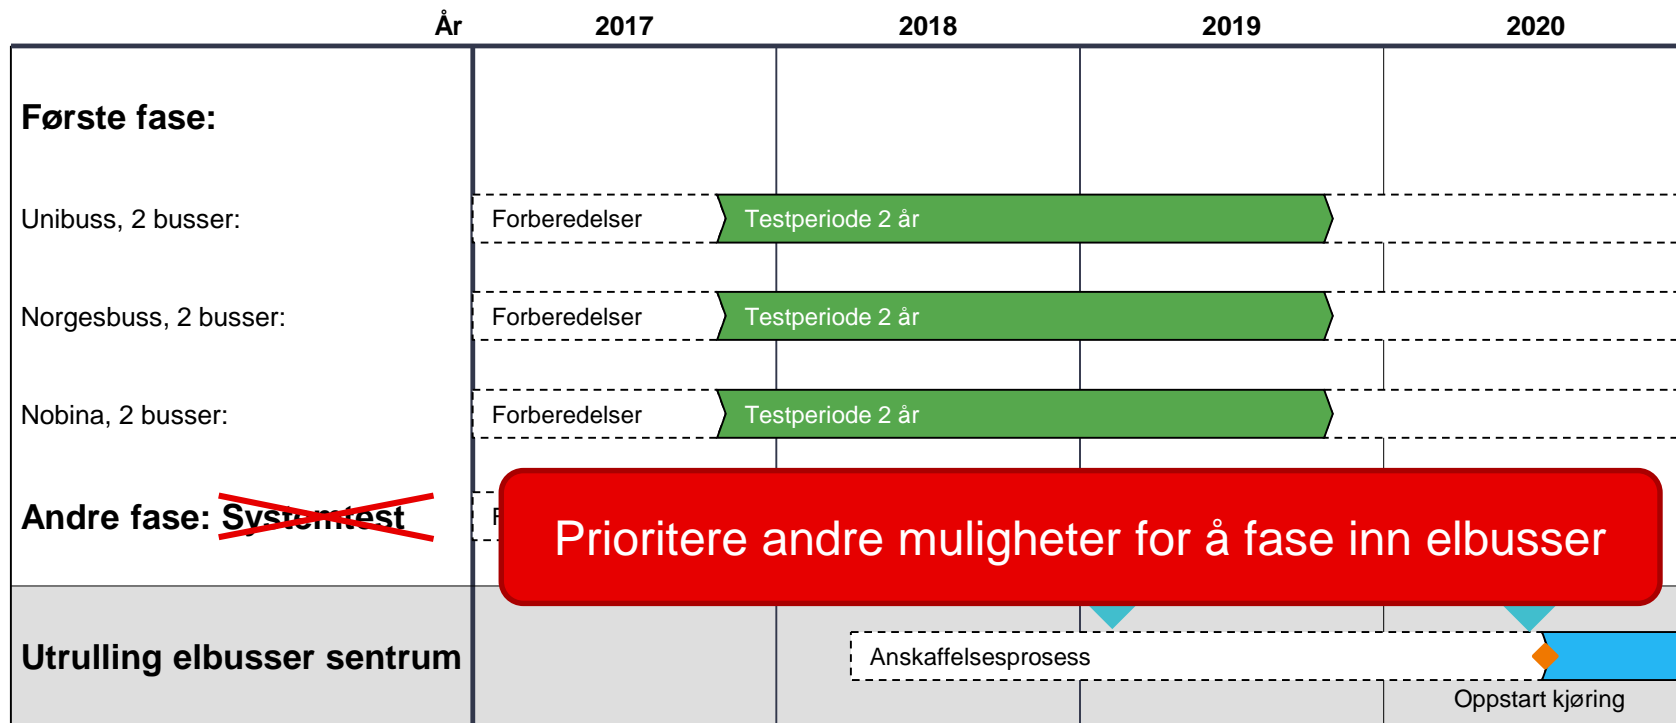 År 2017 2018 2019 2020
Første fase:
Unibuss, 2 busser: Forberedelser Testperiode 2 år
Norgesbuss, 2 busser: Forberedelser Testperiode 2 år
Nobina, 2 busser: Forberedelser Testperiode 2 år
Andre fase: Systemtest
Prioritere andre muligheter for å fase inn elbusser
Utrulling elbusser sentrum Anskaffelsesprosess
Oppstart kjøring